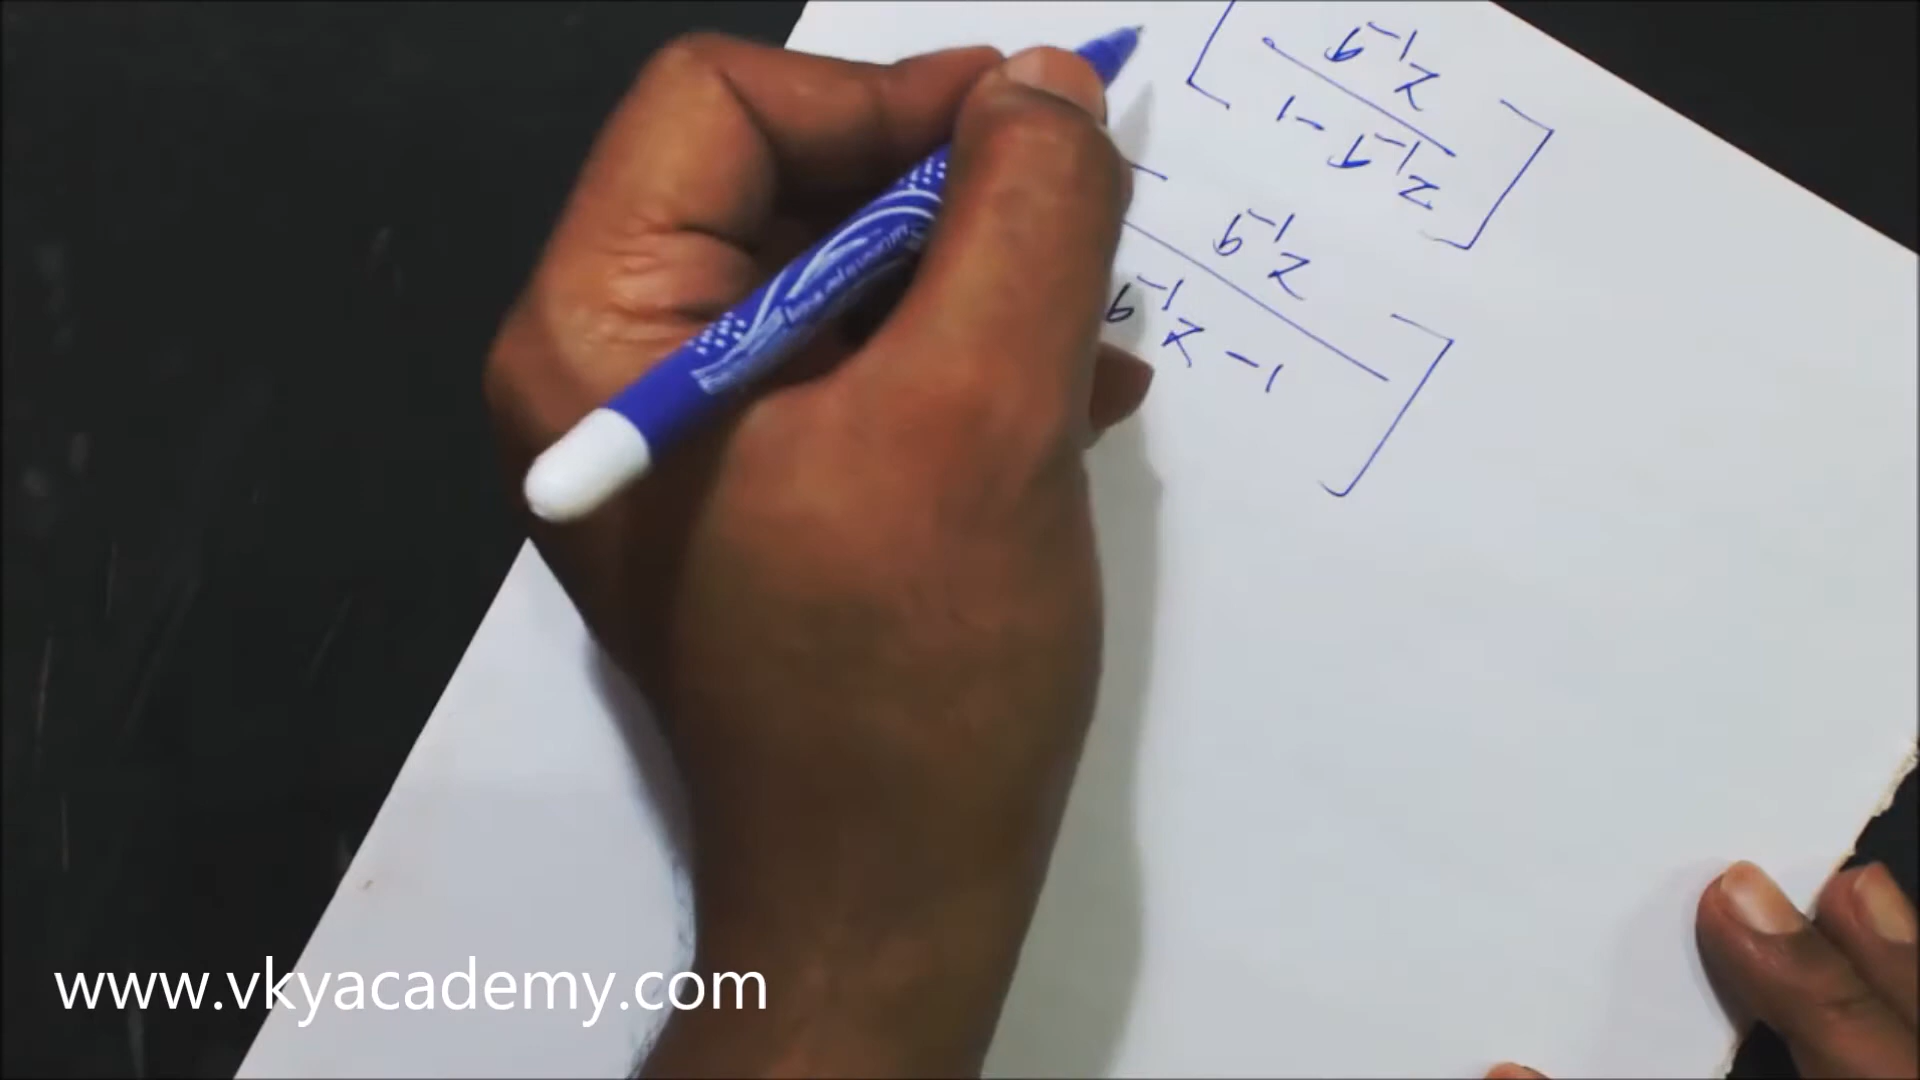 a⁻¹z
1 - a⁻¹z
a⁻¹z
a⁻¹z - 1
www.vkyacademy.com